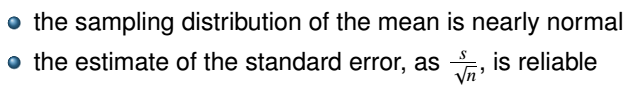 • the sampling distribution of the mean is nearly normal
• the estimate of the standard error, as s/√n, is reliable